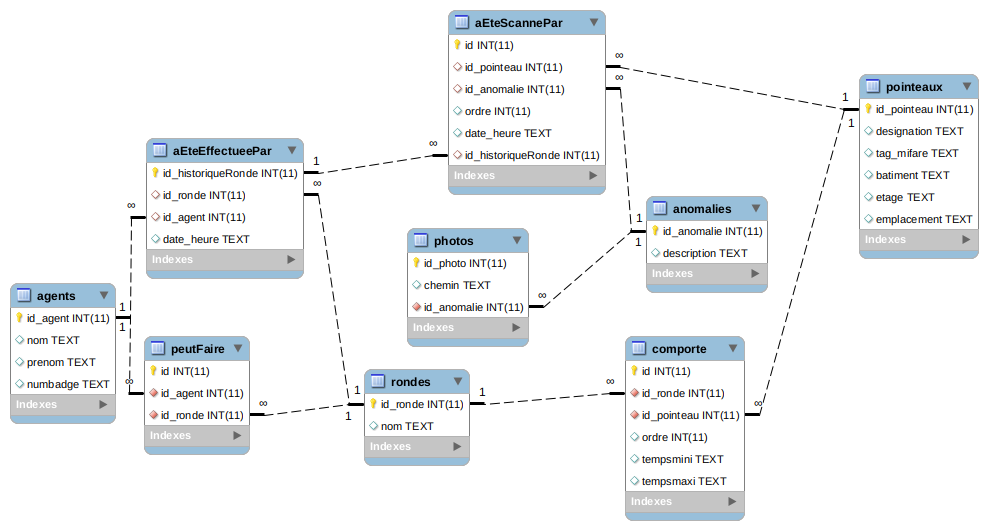 aEteScannePar
id INT(11)
id_pointeau INT(11)
id_anomalie INT(11)
ordre INT(11)
date_heure TEXT
id_historiqueRonde INT(11)
Indexes
∞
∞
∞
pointeaux
id_pointeau INT(11)
designation TEXT
tag_mifare TEXT
batiment TEXT
etage TEXT
emplacement TEXT
Indexes
1
1
aEteEffectueePar
id_historiqueRonde INT(11)
id_ronde INT(11)
id_agent INT(11)
date_heure TEXT
Indexes
1
∞
∞
anomalies
id_anomalie INT(11)
description TEXT
Indexes
1
1
photos
id_photo INT(11)
chemin TEXT
id_anomalie INT(11)
Indexes
∞
agents
id_agent INT(11)
nom TEXT
prenom TEXT
numbadge TEXT
Indexes
1
1
peutFaire
id INT(11)
id_agent INT(11)
id_ronde INT(11)
Indexes
∞
∞
rondes
id_ronde INT(11)
nom TEXT
Indexes
1
1
1
comporte
id INT(11)
id_ronde INT(11)
id_pointeau INT(11)
ordre INT(11)
tempsmini TEXT
tempsmaxi TEXT
Indexes
∞
∞